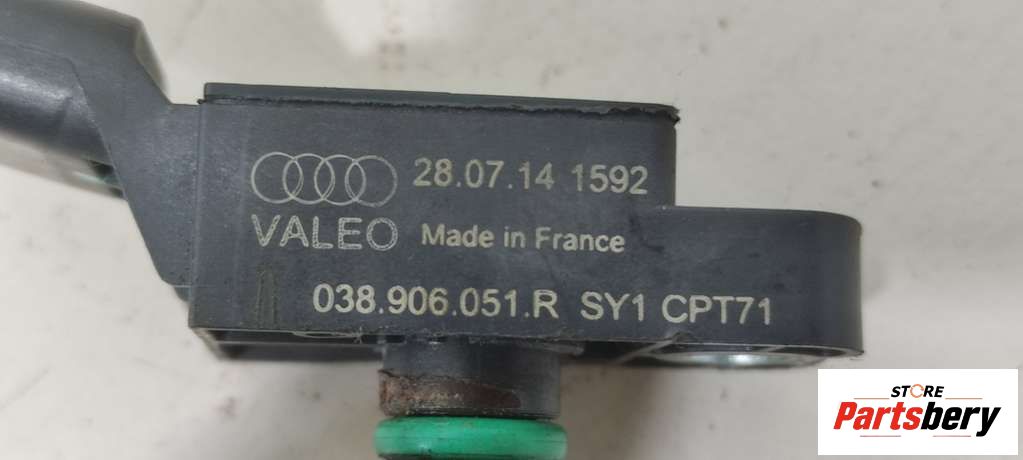 28.07.14 1592
VALEO Made in France
038.906.051.R SY1 CPT71
STORE
Partsbery